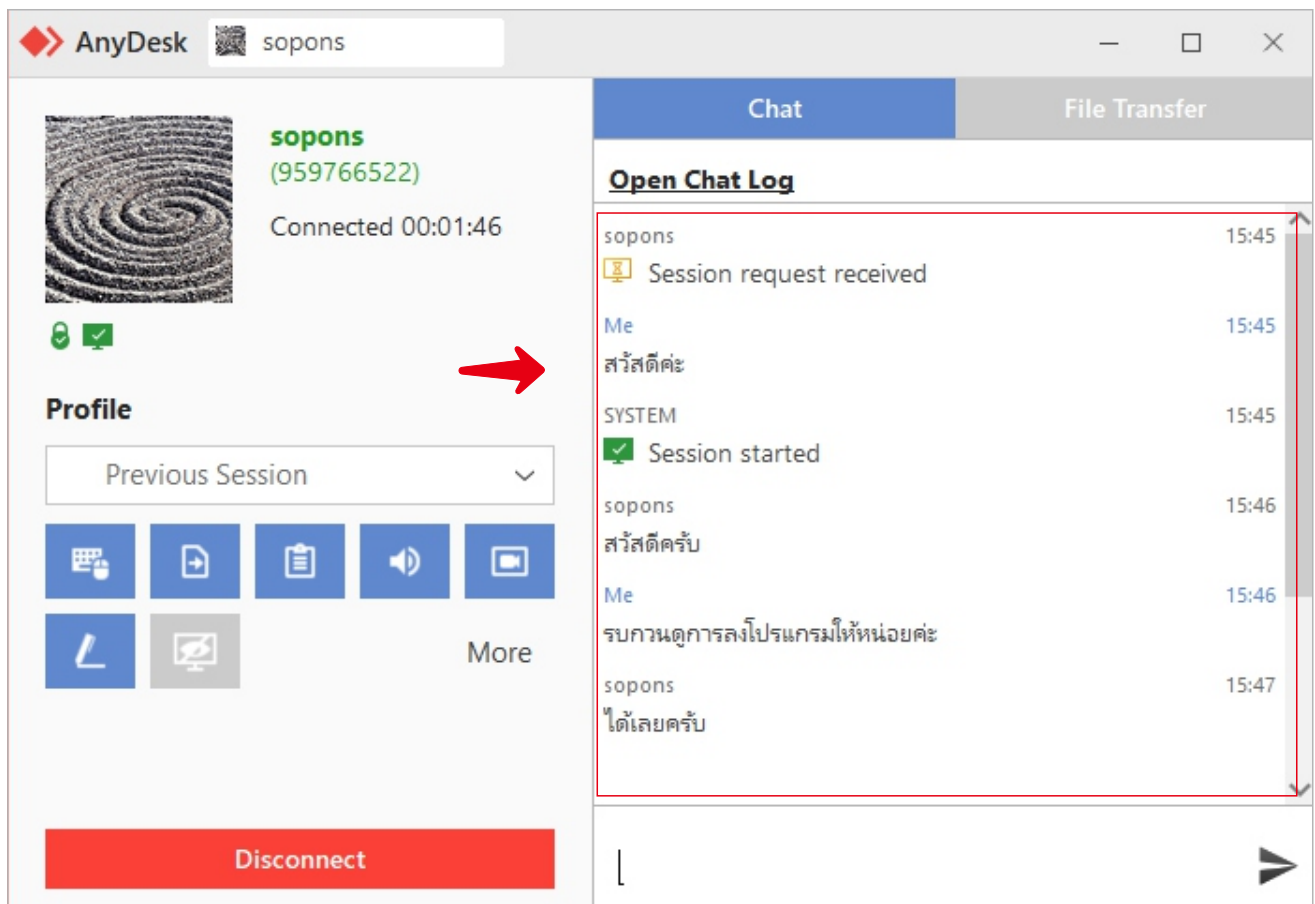 AnyDesk
sopons
sopons
(959766522)
Connected 00:01:46
Profile
Previous Session
More
Disconnect
Chat
File Transfer
Open Chat Log
sopons 15:45
Session request received
Me 15:45
สวัสดีค่ะ
SYSTEM 15:45
Session started
sopons 15:46
สวัสดีครับ
Me 15:46
รบกวนดูการลงโปรแกรมให้หน่อยค่ะ
sopons 15:47
ได้เลยครับ